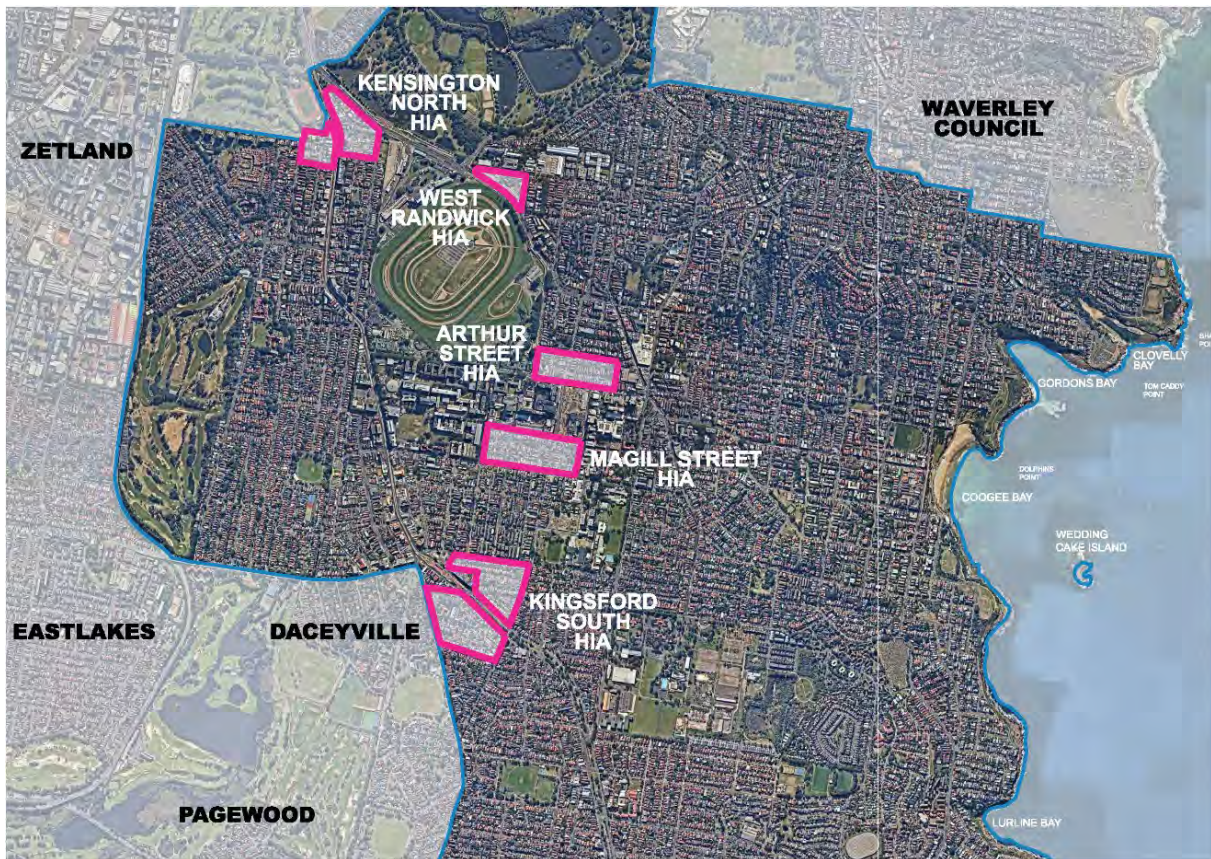 KENSINGTON
NORTH
HIA
WAVERLEY
COUNCIL
ZETLAND
WEST
RANDWICK
HIA
ARTHUR
STREET
HIA
CLOVELLY
BAY
GORDONS BAY
TOM CADDY
POINT
MAGILL STREET
HIA
DOLPHINS
POINT
COOGEE BAY
WEDDING
CAKE ISLAND
KINGSFORD
SOUTH
HIA
EASTLAKES
DACEYVILLE
PAGEWOOD
LURLINE BAY